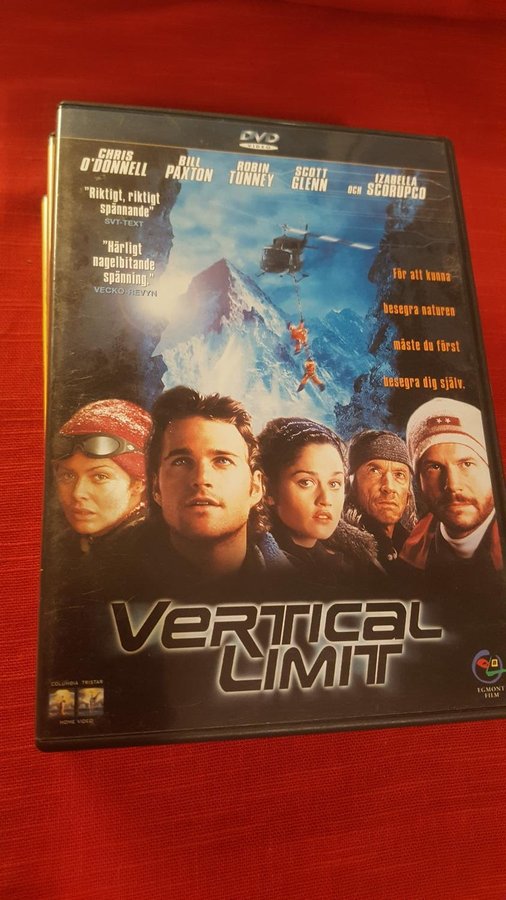 DVD
VIDEO
CHRIS O'DONNELL
BILL PAXTON
ROBIN TUNNEY
SCOTT GLENN
OCH IZABELLA SCORUPCO
"Riktigt, riktigt
spännande"
SVT-TEXT
"Härligt
nagelbitande
spänning."
VECKO-REVYN
För att kunna
besegra naturen
måste du först
besegra dig själv.
VERTICAL
LIMIT
COLUMBIA TRISTAR
HOME VIDEO
EGMONT
FILM